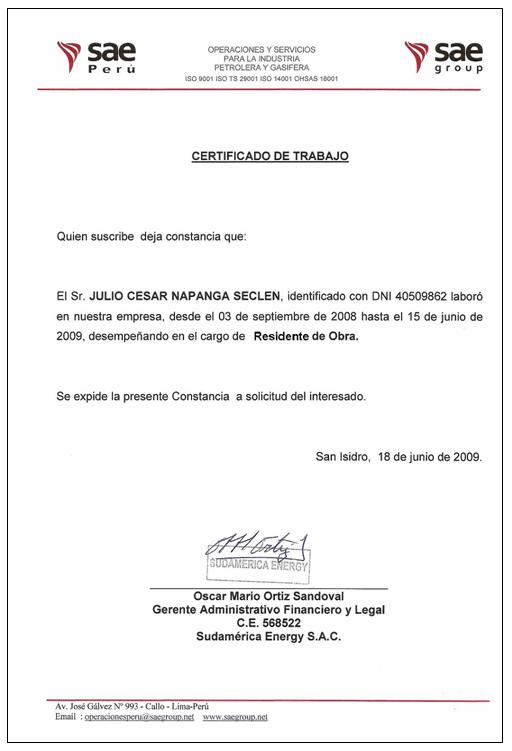 sae
Perú
OPERACIONES Y SERVICIOS
PARA LA INDUSTRIA
PETROLERA Y GASIFERA
ISO 9001 ISO TS 29001 ISO 14001 OHSAS 18001
sae
group
CERTIFICADO DE TRABAJO
Quien suscribe deja constancia que:
El Sr. JULIO CESAR NAPANGA SECLEN, identificado con DNI 40509862 laboró
en nuestra empresa, desde el 03 de septiembre de 2008 hasta el 15 de junio de
2009, desempeñando en el cargo de Residente de Obra.
Se expide la presente Constancia a solicitud del interesado.
San Isidro, 18 de junio de 2009.
SUDAMERICA ENERGY
Oscar Mario Ortiz Sandoval
Gerente Administrativo Financiero y Legal
C.E. 568522
Sudamérica Energy S.A.C.
Av. José Gálvez Nº 993 - Callo - Lima-Perú
Email : operacionesperu@saegroup.net www.saegroup.net